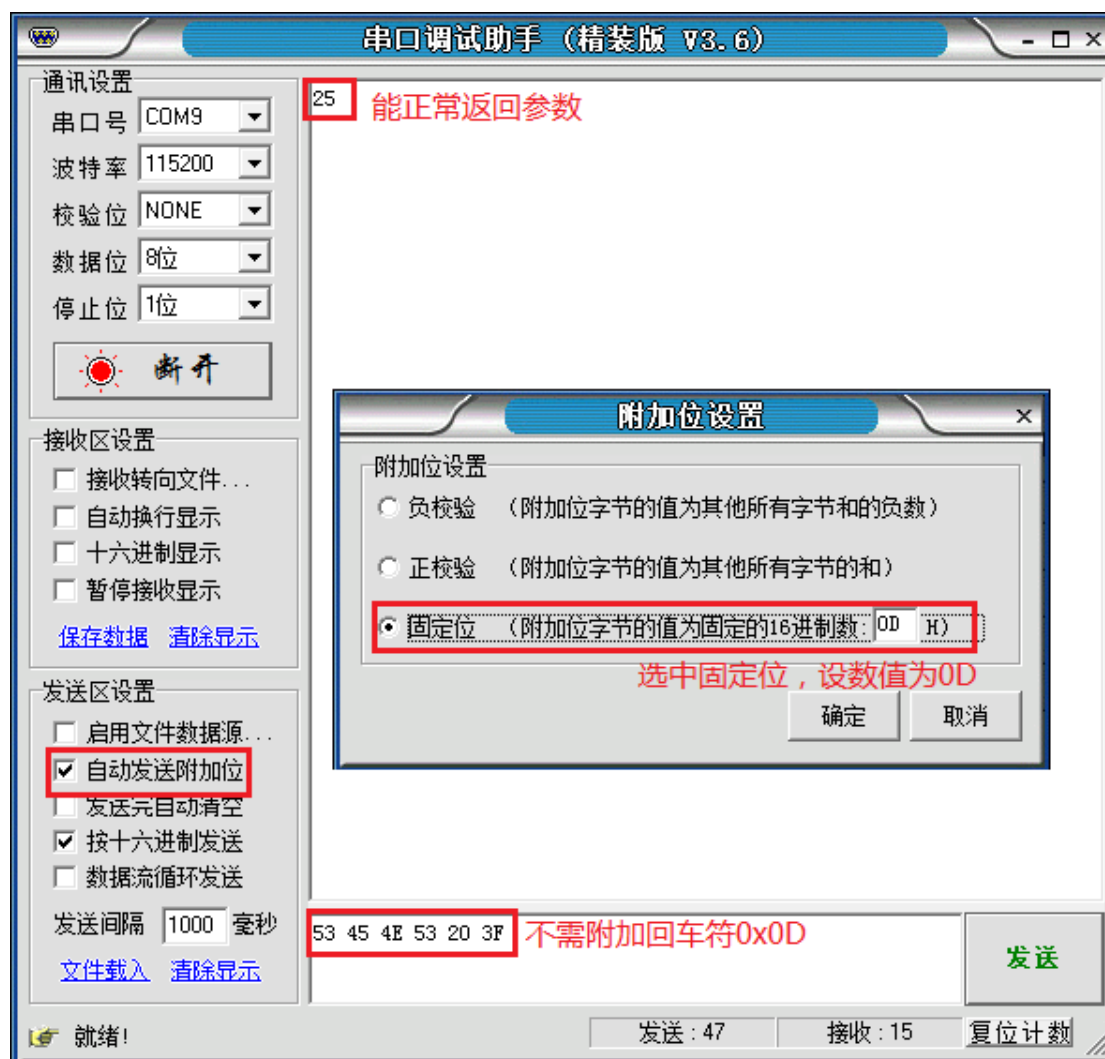 串口调试助手（精装版 V3.6）
通讯设置
串口号 COM9
波特率 115200
校验位 NONE
数据位 8位
停止位 1位
断开
接收区设置
接收转向文件...
自动换行显示
十六进制显示
暂停接收显示
保存数据 清除显示
发送区设置
启用文件数据源...
自动发送附加位
发送完自动清空
按十六进制发送
数据流循环发送
发送间隔 1000 毫秒
文件载入 清除显示
25 能正常返回参数
附加位设置
附加位设置
负校验 （附加位字节的值为其他所有字节和的负数）
正校验 （附加位字节的值为其他所有字节的和）
固定位 （附加位字节的值为固定的16进制数: 0D H）
选中固定位，设数值为0D
确定 取消
53 45 4E 53 20 3F 不需附加回车符0x0D
发送
就绪!
发送 : 47 接收 : 15 复位计数